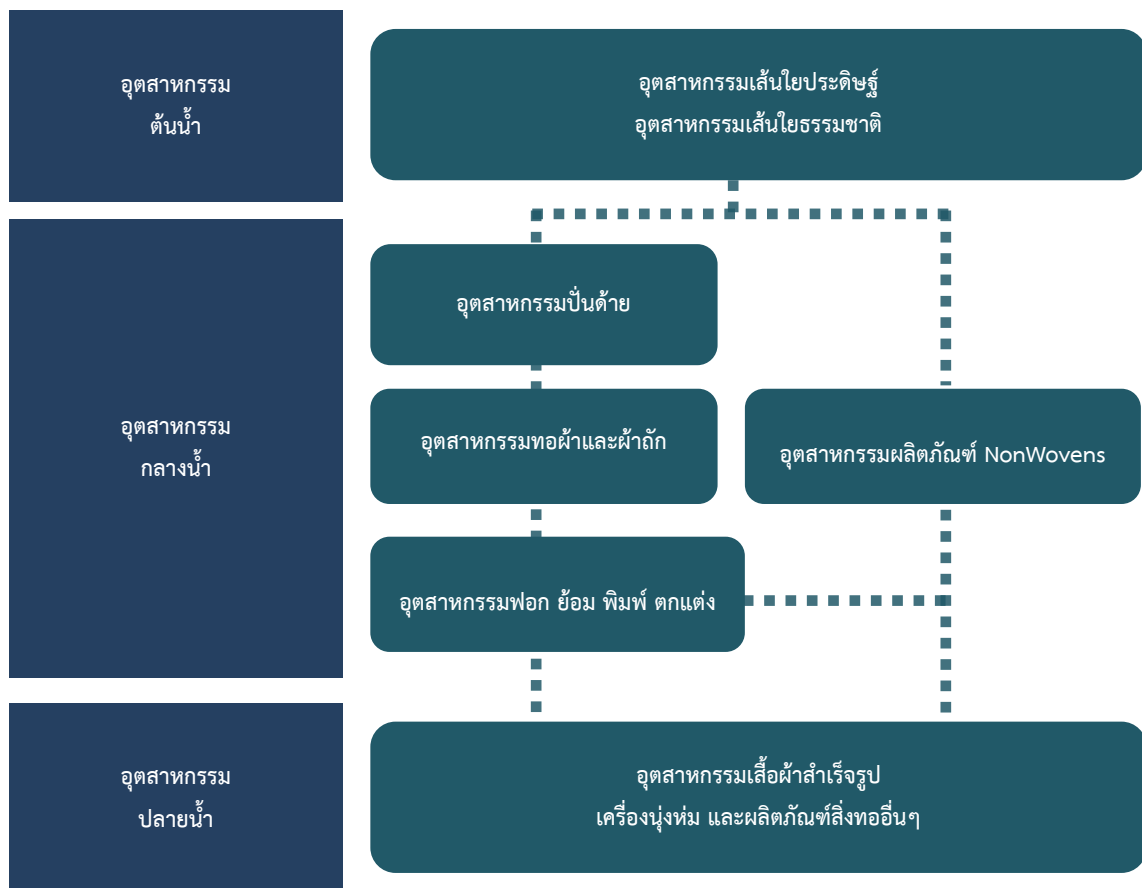 อุตสาหกรรม
ต้นน้ำ
อุตสาหกรรมเส้นใยประดิษฐ์
อุตสาหกรรมเส้นใยธรรมชาติ
อุตสาหกรรม
กลางน้ำ
อุตสาหกรรมปั่นด้าย
อุตสาหกรรมทอผ้าและผ้าถัก
อุตสาหกรรมผลิตภัณฑ์ NonWovens
อุตสาหกรรมฟอก ย้อม พิมพ์ ตกแต่ง
อุตสาหกรรม
ปลายน้ำ
อุตสาหกรรมเสื้อผ้าสำเร็จรูป
เครื่องนุ่งห่ม และผลิตภัณฑ์สิ่งทออื่นๆ